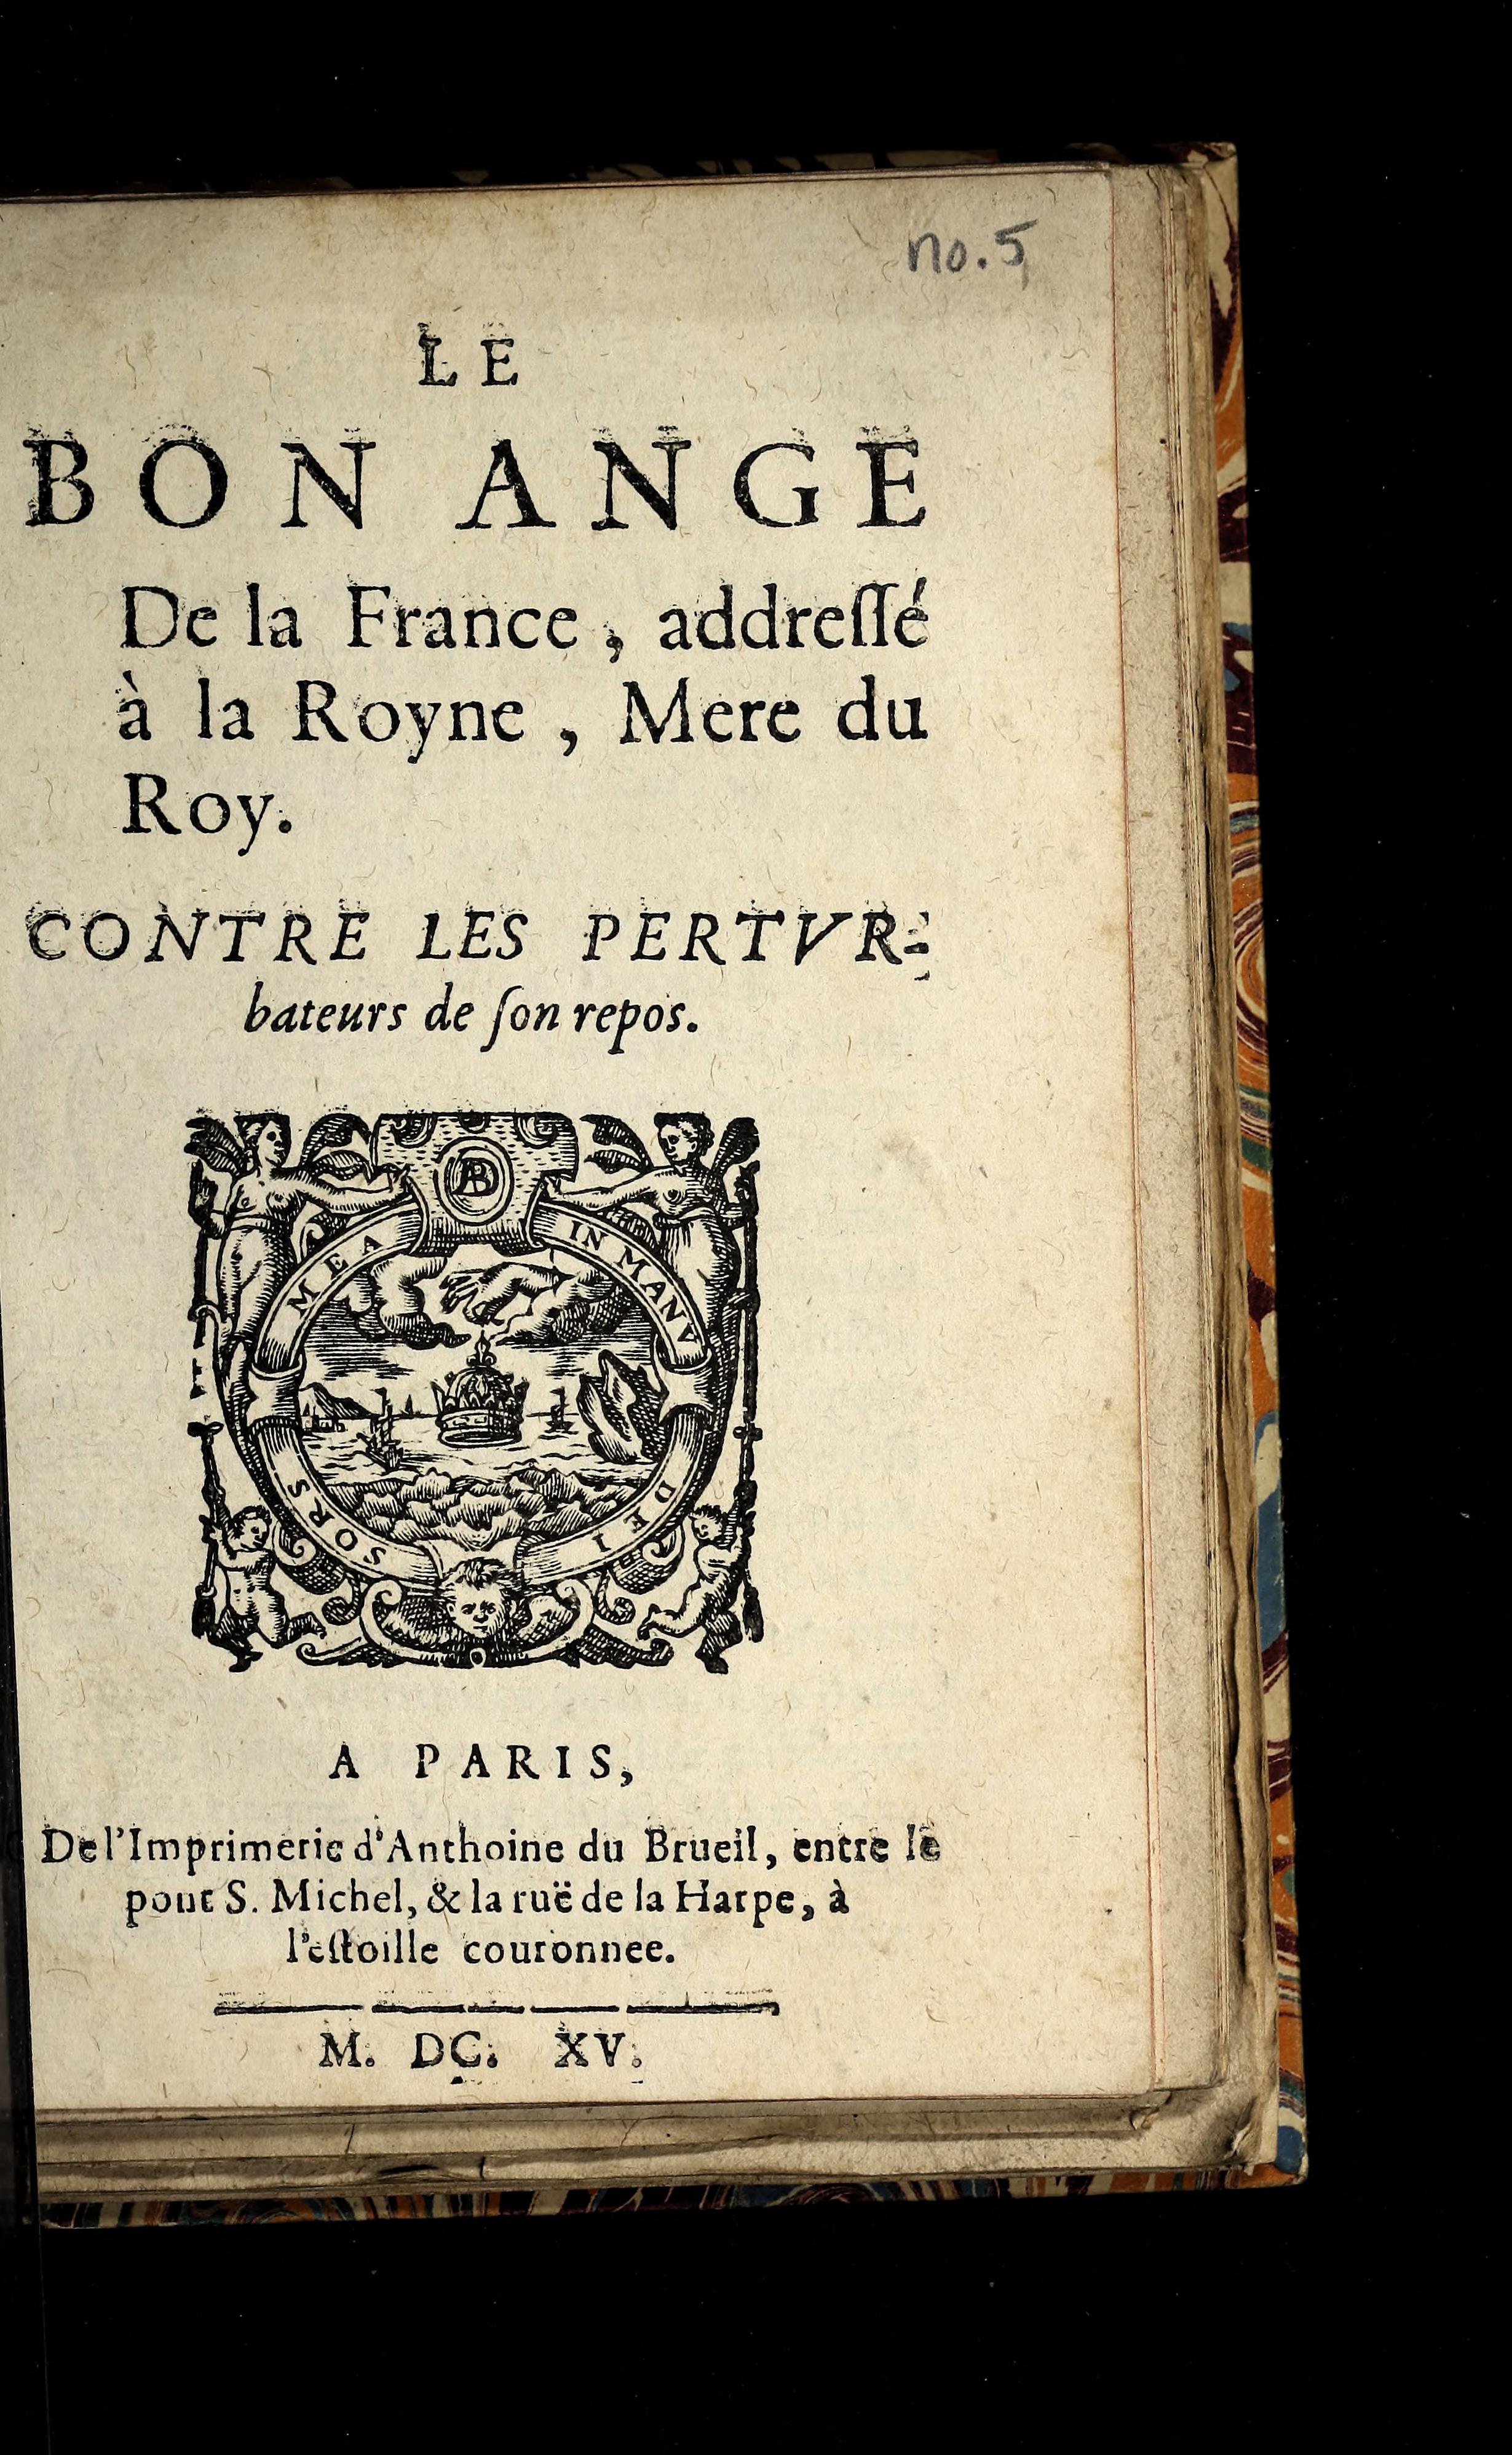 no. 5
LE
BON ANGE
De la France, addreſſé
à la Royne, Mere du
Roy.
CONTRE LES PERTVR-
bateurs de ſon repos.
AB
SORS MEA IN MANV DEI
A PARIS,
De l'Imprimerie d'Anthoine du Brueil, entre le
pont S. Michel, & la ruë de la Harpe, à
l'eſtoille couronnee.
M. DC. XV.